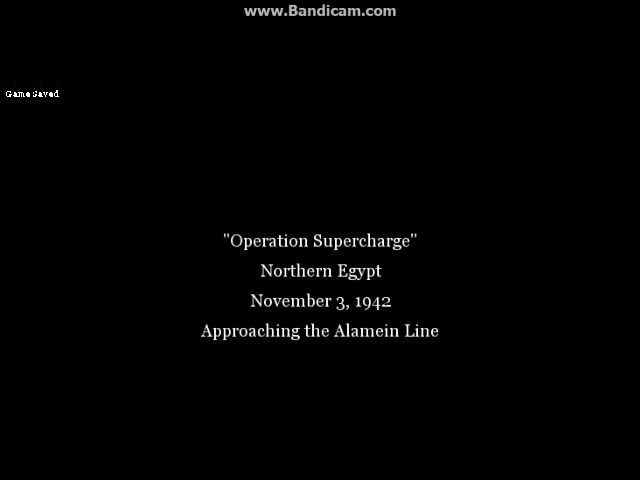 www.Bandicam.com
Game Saved
"Operation Supercharge"
Northern Egypt
November 3, 1942
Approaching the Alamein Line